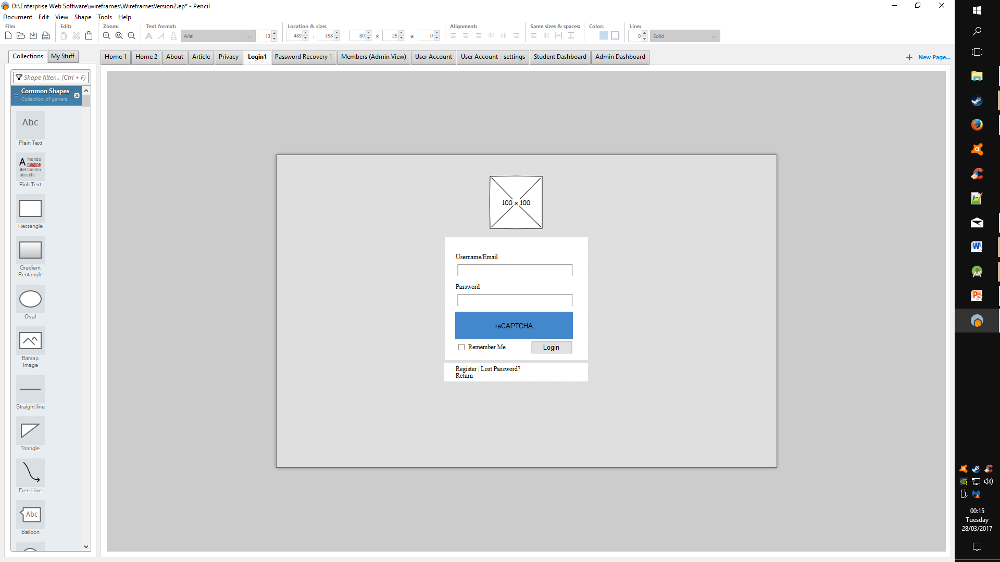 D:\Enterprise Web Software\wireframes\WireframesVersion2.ep* - Pencil
Document Edit View Shape Tools Help
File: Edit: Zoom: Text format: Location & size: Alignment: Same sizes & spaces: Color: Line:
1:1 Arial 13 489 : 358 80 x 25 a: 0 0 Solid
Collections My Stuff
Home 1 Home 2 About Article Privacy Login1 Password Recovery 1 Members (Admin View) User Account User Account - settings Student Dashboard Admin Dashboard
New Page...
Shape filter... (Ctrl + F)
Common Shapes
Collection of genera...
Abc
Plain Text
A mundu
magine
del tannito
abscidit
Rich Text
Rectangle
Gradient
Rectangle
Oval
Bitmap
Image
Straight line
Triangle
Free Line
Abc
Balloon
100 x 100
Username/Email
Password
reCAPTCHA
Remember Me
Login
Register | Lost Password?
Return
00:15
Tuesday
28/03/2017